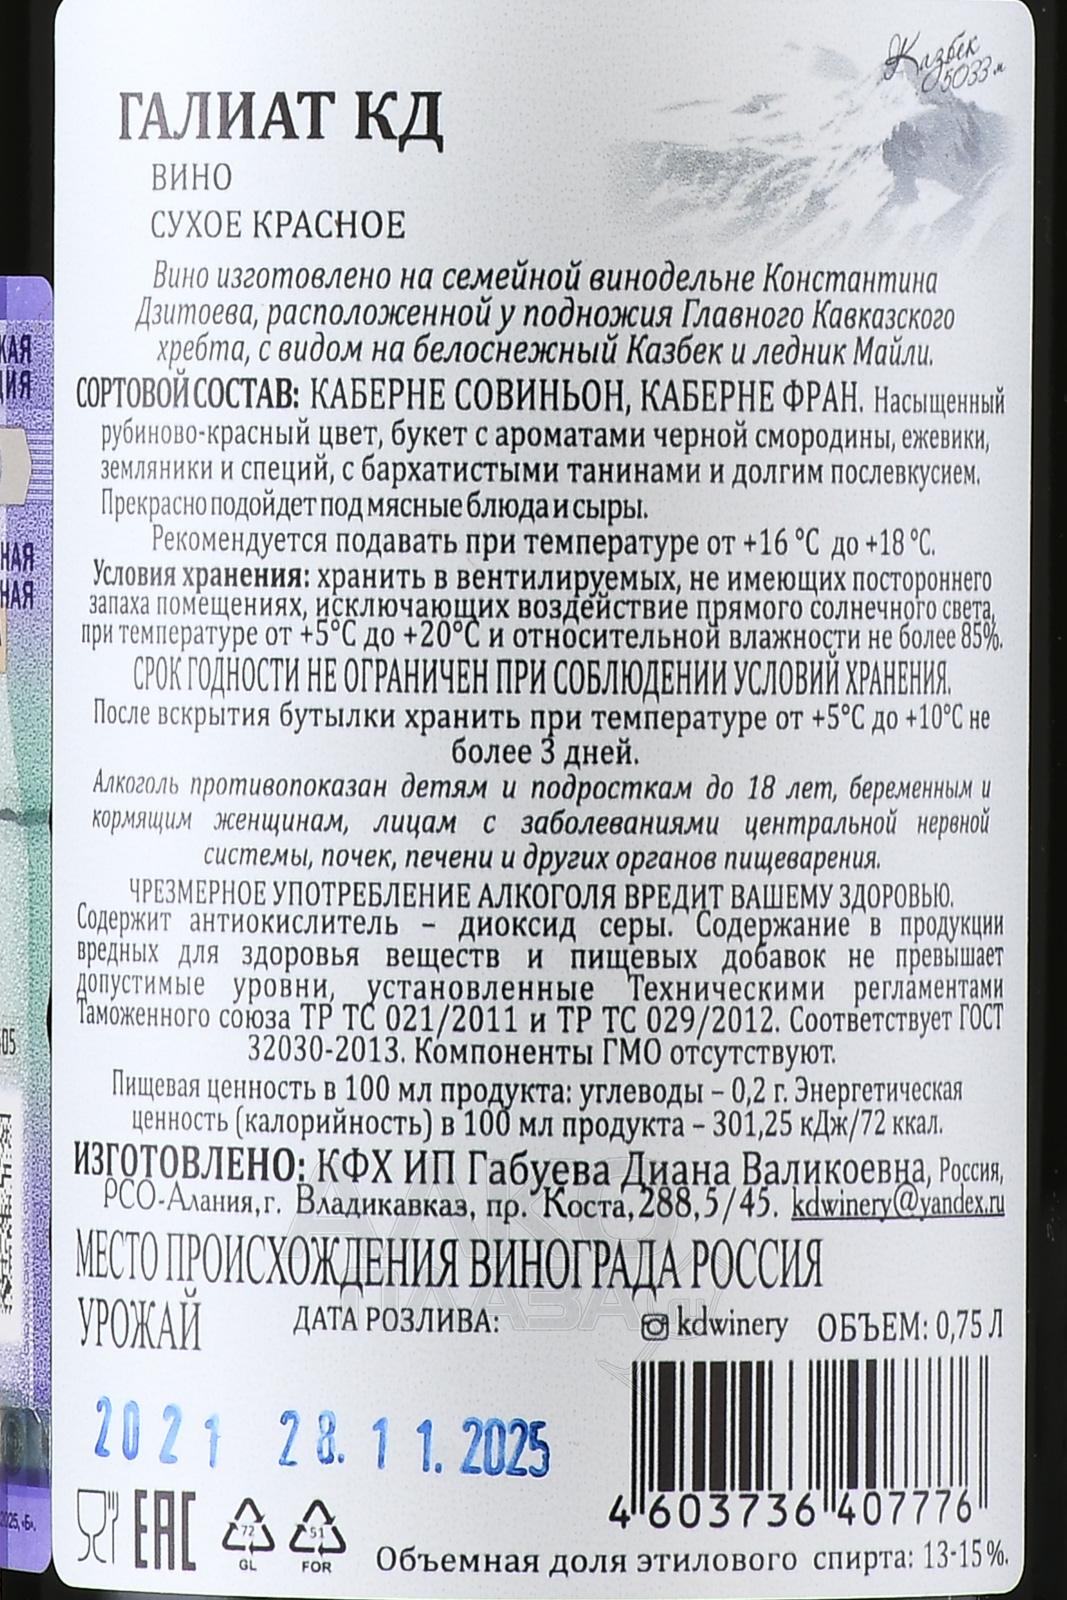 Казбек
5033 м
ГАЛИАТ КД
ВИНО
СУХОЕ КРАСНОЕ
Вино изготовлено на семейной винодельне Константина
Дзитоева, расположенной у подножия Главного Кавказского
хребта, с видом на белоснежный Казбек и ледник Майли.
СОРТОВОЙ СОСТАВ: КАБЕРНЕ СОВИНЬОН, КАБЕРНЕ ФРАН. Насыщенный
рубиново-красный цвет, букет с ароматами черной смородины, ежевики,
земляники и специй, с бархатистыми танинами и долгим послевкусием.
Прекрасно подойдет под мясные блюда и сыры.
Рекомендуется подавать при температуре от +16 °С до +18 °С.
Условия хранения: хранить в вентилируемых, не имеющих постороннего
запаха помещениях, исключающих воздействие прямого солнечного света,
при температуре от +5°С до +20°С и относительной влажности не более 85%.
СРОК ГОДНОСТИ НЕ ОГРАНИЧЕН ПРИ СОБЛЮДЕНИИ УСЛОВИЙ ХРАНЕНИЯ.
После вскрытия бутылки хранить при температуре от +5°С до +10°С не
более 3 дней.
Алкоголь противопоказан детям и подросткам до 18 лет, беременным и
кормящим женщинам, лицам с заболеваниями центральной нервной
системы, почек, печени и других органов пищеварения.
ЧРЕЗМЕРНОЕ УПОТРЕБЛЕНИЕ АЛКОГОЛЯ ВРЕДИТ ВАШЕМУ ЗДОРОВЬЮ.
Содержит антиокислитель – диоксид серы. Содержание в продукции
вредных для здоровья веществ и пищевых добавок не превышает
допустимые уровни, установленные Техническими регламентами
Таможенного союза ТР ТС 021/2011 и ТР ТС 029/2012. Соответствует ГОСТ
32030-2013. Компоненты ГМО отсутствуют.
Пищевая ценность в 100 мл продукта: углеводы – 0,2 г. Энергетическая
ценность (калорийность) в 100 мл продукта – 301,25 кДж/72 ккал.
ИЗГОТОВЛЕНО: КФХ ИП Габуева Диана Валикоевна, Россия,
РСО-Алания, г. Владикавказ, пр. Коста, 288, 5/45. kdwinery@yandex.ru
МЕСТО ПРОИСХОЖДЕНИЯ ВИНОГРАДА РОССИЯ
УРОЖАЙ ДАТА РОЗЛИВА: kdwinery ОБЪЕМ: 0,75 Л
2021 28.11.2025
4 603736 407776
EAC 72 GL 51 FOR
Объемная доля этилового спирта: 13-15%.
АЛКО
ПЛАЗА.ru